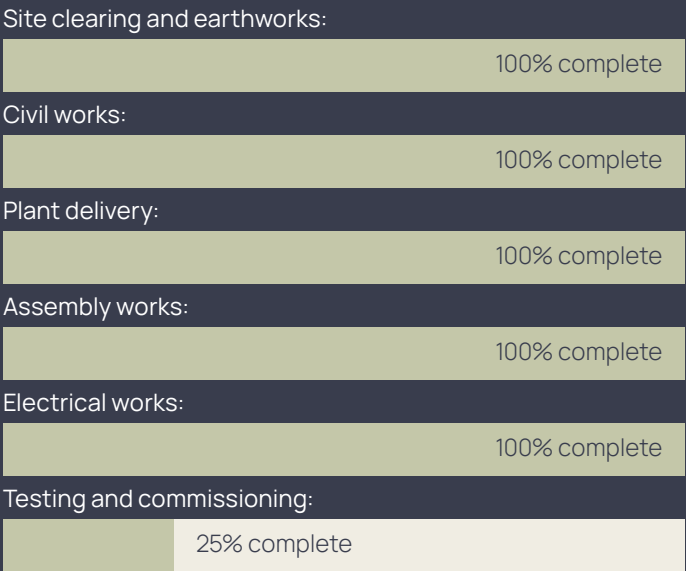 Site clearing and earthworks:
100% complete
Civil works:
100% complete
Plant delivery:
100% complete
Assembly works:
100% complete
Electrical works:
100% complete
Testing and commissioning:
25% complete